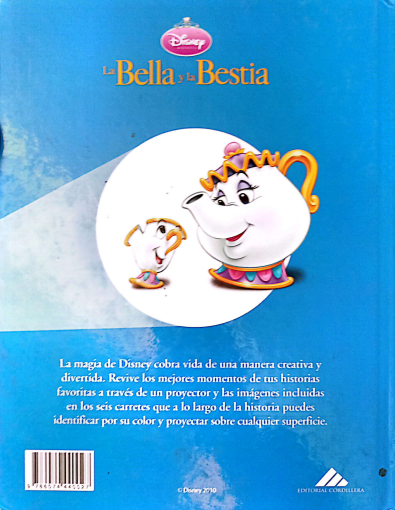 Disney
La Bella y la Bestia
La magia de Disney cobra vida de una manera creativa y
divertida. Revive los mejores momentos de tus historias
favoritas a través de un proyector y las imágenes incluidas
en los seis carretes que a lo largo de la historia puedes
identificar por su color y proyectar sobre cualquier superficie.
© Disney 2010
EDITORIAL CORDILLERA